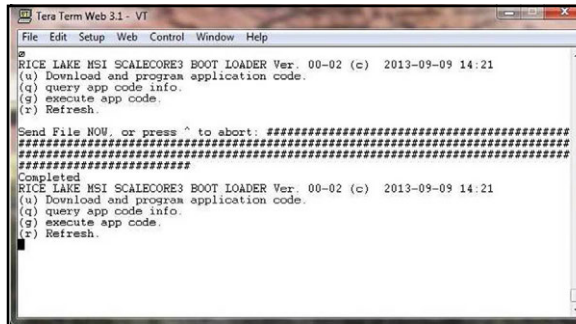 Tera Term Web 3.1 - VT
File Edit Setup Web Control Window Help
RICE LAKE MSI SCALECORE3 BOOT LOADER Ver. 00-02 (c) 2013-09-09 14:21
(u) Download and program application code.
(q) query app code info.
(g) execute app code.
(r) Refresh.
Send File NOW, or press ^ to abort: ############################################
################################################################################
################################################################################
#########################
Completed
RICE LAKE MSI SCALECORE3 BOOT LOADER Ver. 00-02 (c) 2013-09-09 14:21
(u) Download and program application code.
(q) query app code info.
(g) execute app code.
(r) Refresh.